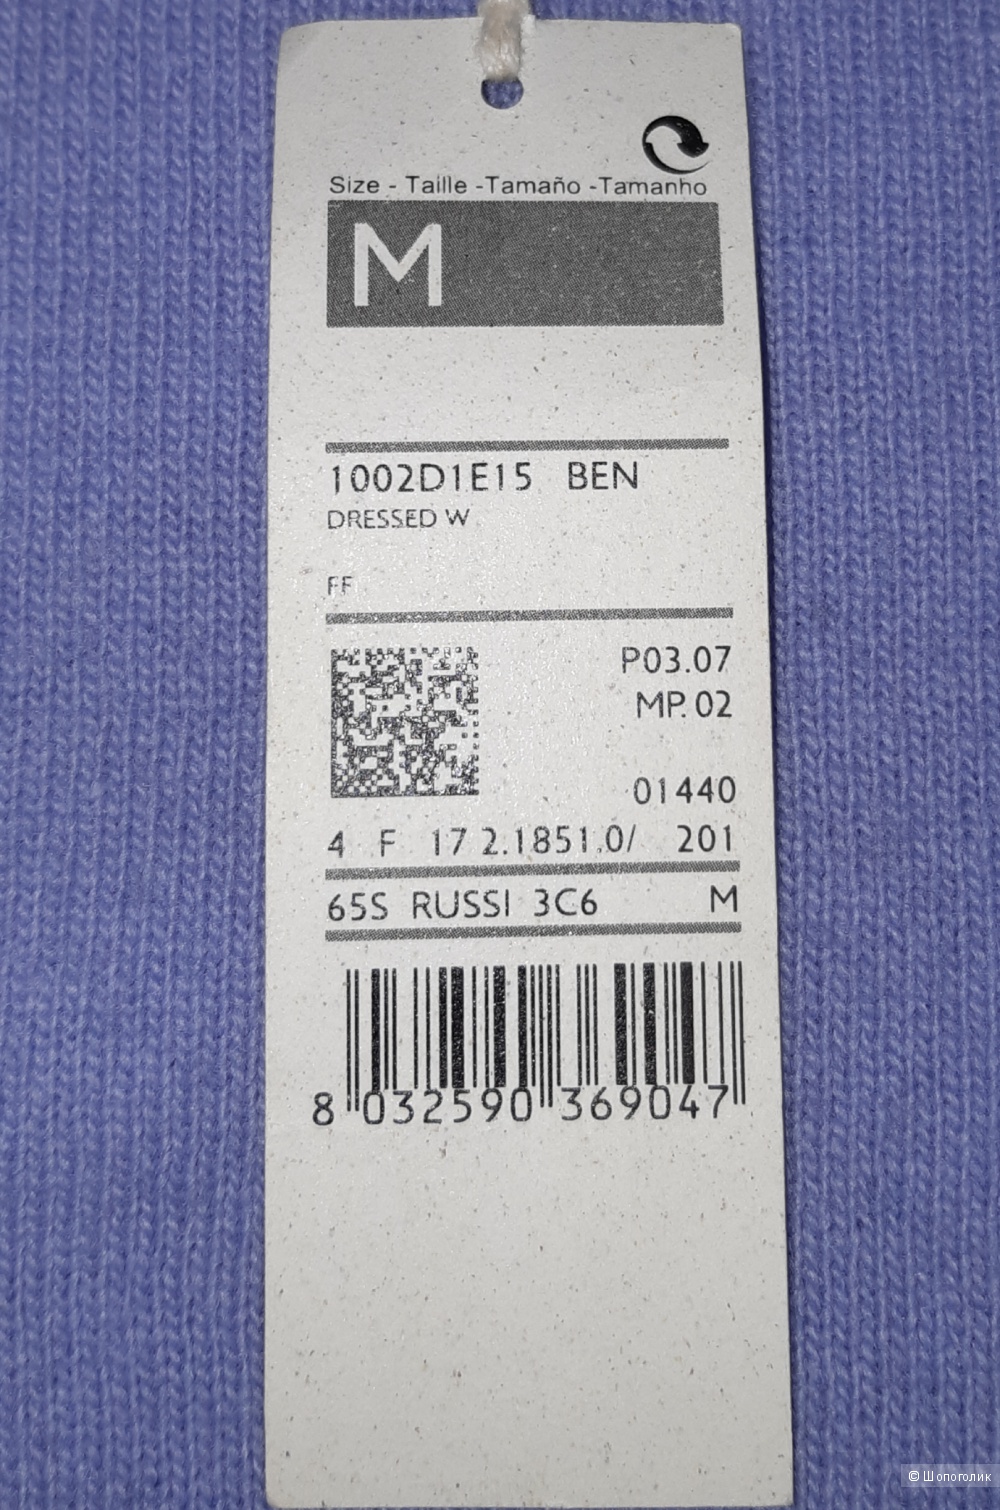 Size - Taille -Tamaño -Tamanho
M
1002D1E15 BEN
DRESSED W
FF
P03.07
MP. 02
01440
4 F 17 2.1851.0/ 201
65S RUSSI 3C6 M
8 032590 369047
© Шопоголик